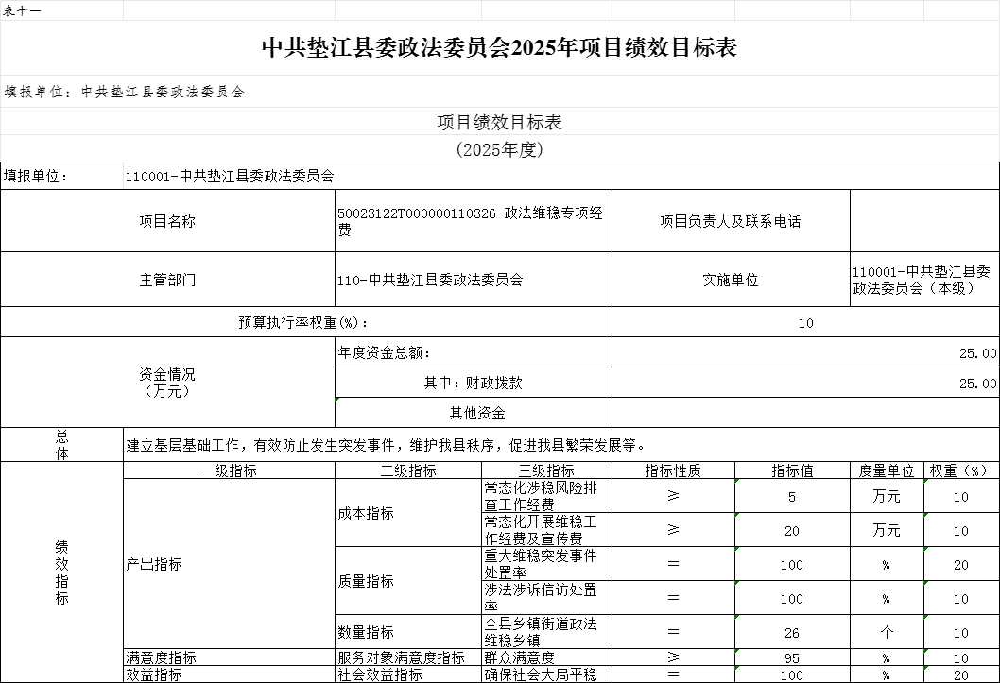 表十一
中共垫江县委政法委员会2025年项目绩效目标表
填报单位：中共垫江县委政法委员会
项目绩效目标表
(2025年度)
填报单位： 110001-中共垫江县委政法委员会
项目名称 50023122T000000110326-政法维稳专项经费 项目负责人及联系电话
主管部门 110-中共垫江县委政法委员会 实施单位 110001-中共垫江县委政法委员会（本级）
预算执行率权重(%)： 10
资金情况（万元） 年度资金总额： 25.00
其中：财政拨款 25.00
其他资金
总体 建立基层基础工作，有效防止发生突发事件，维护我县秩序，促进我县繁荣发展等。
绩效指标 一级指标 二级指标 三级指标 指标性质 指标值 度量单位 权重（%）
产出指标 成本指标 常态化涉稳风险排查工作经费 ≥ 5 万元 10
常态化开展维稳工作经费及宣传费 ≥ 20 万元 10
质量指标 重大维稳突发事件处置率 ＝ 100 % 20
涉法涉诉信访处置率 ＝ 100 % 10
数量指标 全县乡镇街道政法维稳乡镇 ＝ 26 个 10
满意度指标 服务对象满意度指标 群众满意度 ≥ 95 % 10
效益指标 社会效益指标 确保社会大局平稳 ＝ 100 % 20